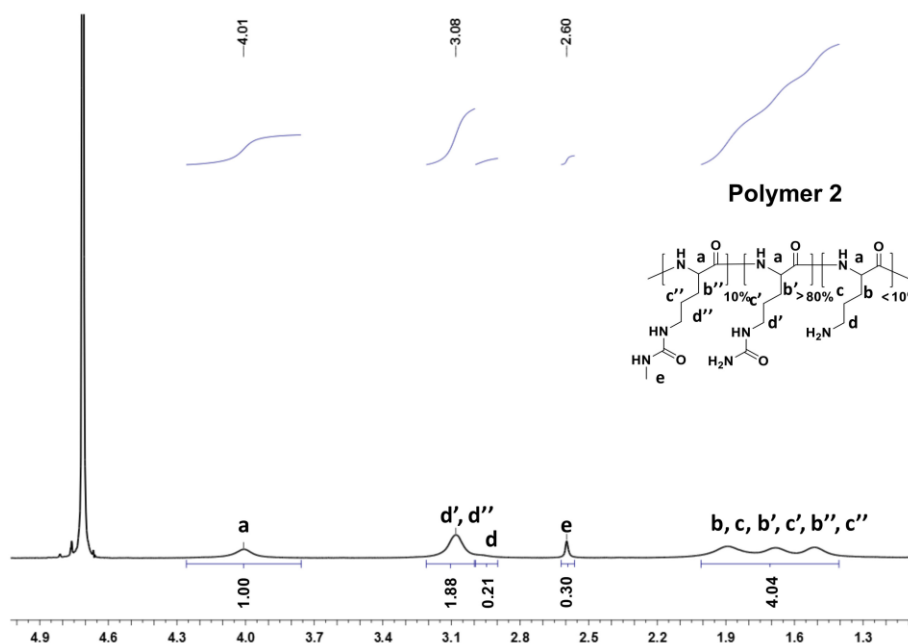 4.01
3.08
2.60
Polymer 2
H
N
a
O
H
N
a
O
H
N
a
O
c’’
b’’
10%
c’
b’
> 80%
c
b
< 10%
d’’
d’
d
HN
HN
H₂N
HN
O
H₂N
O
e
a
d’, d’’
d
e
b, c, b’, c’, b’’, c’’
1.00
1.88
0.21
0.30
4.04
4.9 4.6 4.3 4.0 3.7 3.4 3.1 2.8 2.5 2.2 1.9 1.6 1.3